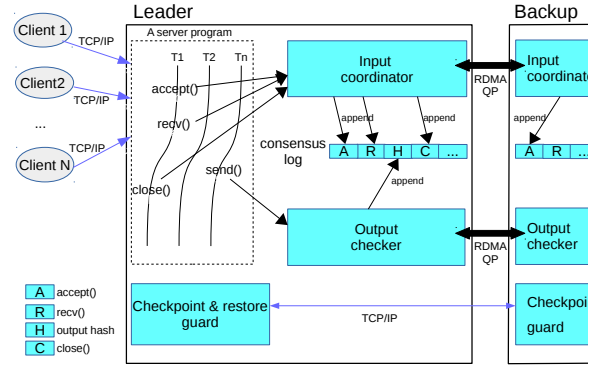 Leader
Backup
Client 1
TCP/IP
Client2
TCP/IP
...
TCP/IP
Client N
A server program
T1 T2 Tn
accept()
recv()
close()
send()
Input
coordinator
RDMA
QP
Input
append append append
append
consensus
log
A R H C ...
A R
append
Output
checker
RDMA
QP
Output
checker
Checkpoint & restore
guard
TCP/IP
guard
A accept()
R recv()
H output hash
C close()